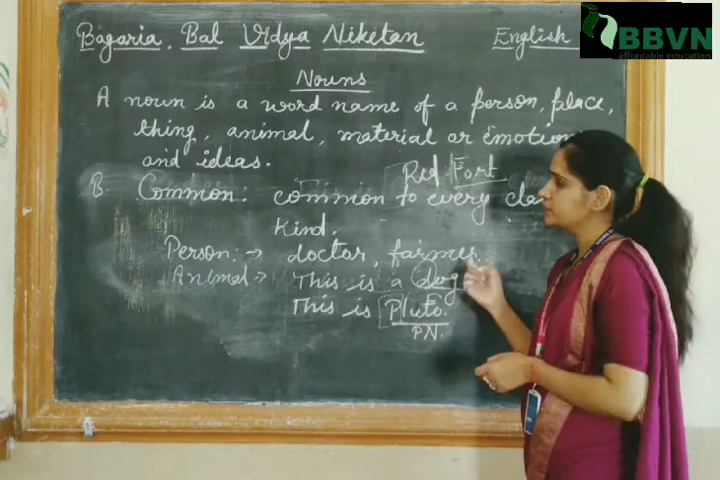 Bagaria Bal Vidya Niketan English
BBVN
affordable education
Nouns
A noun is a word name of a person, place,
thing, animal, material or emotion
and ideas.
Red Fort
B. Common: common to every cla
kind.
Person:→ doctor, farmer
Animal→ This is a dog
This is Pluto.
PN.